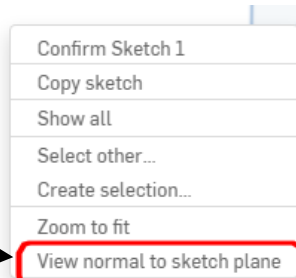 Confirm Sketch 1
Copy sketch
Show all
Select other...
Create selection...
Zoom to fit
View normal to sketch plane